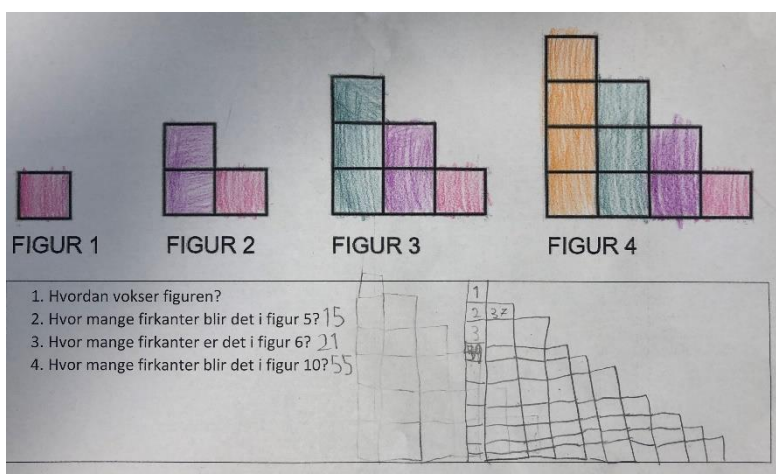 FIGUR 1
FIGUR 2
FIGUR 3
FIGUR 4
1. Hvordan vokser figuren?
2. Hvor mange firkanter blir det i figur 5? 15
3. Hvor mange firkanter er det i figur 6? 21
4. Hvor mange firkanter blir det i figur 10? 55
1
2
3